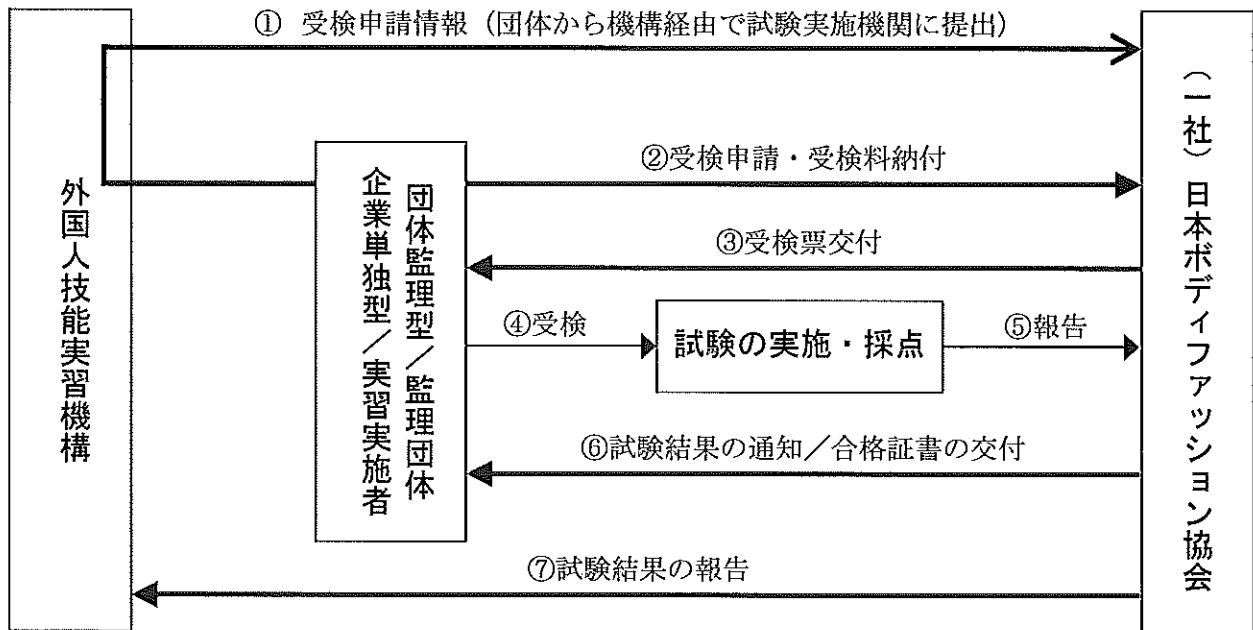 ① 受検申請情報（団体から機構経由で試験実施機関に提出）
外国人技能実習機構
団体監理型／監理団体
企業単独型／実習実施者
②受検申請・受検料納付
③受検票交付
④受検
試験の実施・採点
⑤報告
⑥試験結果の通知／合格証書の交付
⑦試験結果の報告
（一社）日本ボディファッション協会